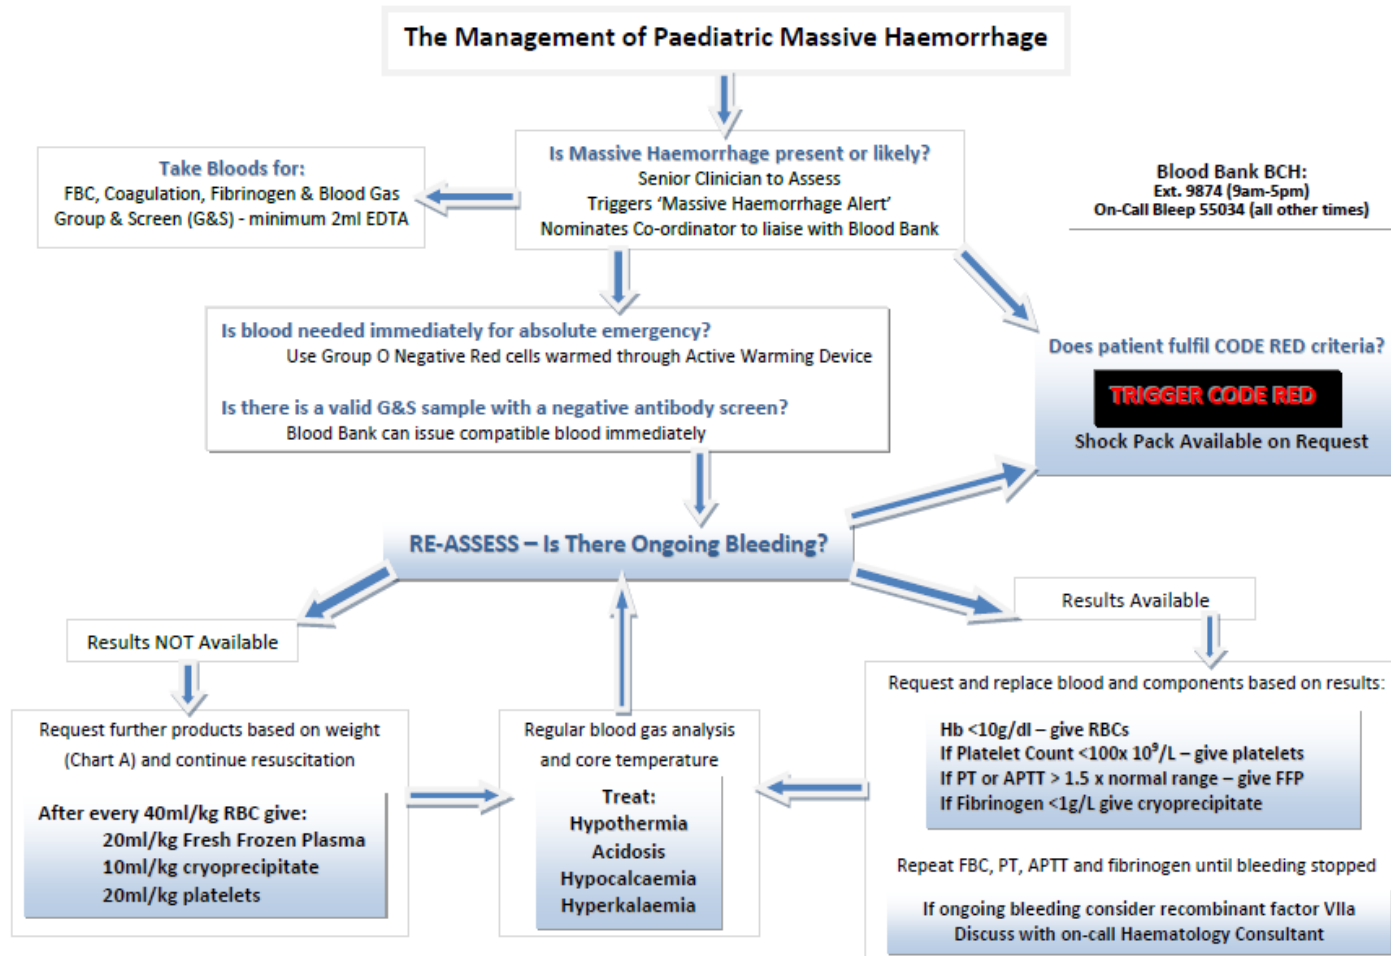 The Management of Paediatric Massive Haemorrhage
Take Bloods for:
FBC, Coagulation, Fibrinogen & Blood Gas
Group & Screen (G&S) - minimum 2ml EDTA
Is Massive Haemorrhage present or likely?
Senior Clinician to Assess
Triggers ‘Massive Haemorrhage Alert’
Nominates Co-ordinator to liaise with Blood Bank
Blood Bank BCH:
Ext. 9874 (9am-5pm)
On-Call Bleep 55034 (all other times)
Is blood needed immediately for absolute emergency?
Use Group O Negative Red cells warmed through Active Warming Device
Is there is a valid G&S sample with a negative antibody screen?
Blood Bank can issue compatible blood immediately
Does patient fulfil CODE RED criteria?
TRIGGER CODE RED
Shock Pack Available on Request
RE-ASSESS – Is There Ongoing Bleeding?
Results NOT Available
Results Available
Request further products based on weight
(Chart A) and continue resuscitation
After every 40ml/kg RBC give:
20ml/kg Fresh Frozen Plasma
10ml/kg cryoprecipitate
20ml/kg platelets
Regular blood gas analysis
and core temperature
Treat:
Hypothermia
Acidosis
Hypocalcaemia
Hyperkalaemia
Request and replace blood and components based on results:
Hb <10g/dl – give RBCs
If Platelet Count <100x 10⁹/L – give platelets
If PT or APTT > 1.5 x normal range – give FFP
If Fibrinogen <1g/L give cryoprecipitate
Repeat FBC, PT, APTT and fibrinogen until bleeding stopped
If ongoing bleeding consider recombinant factor VIIa
Discuss with on-call Haematology Consultant